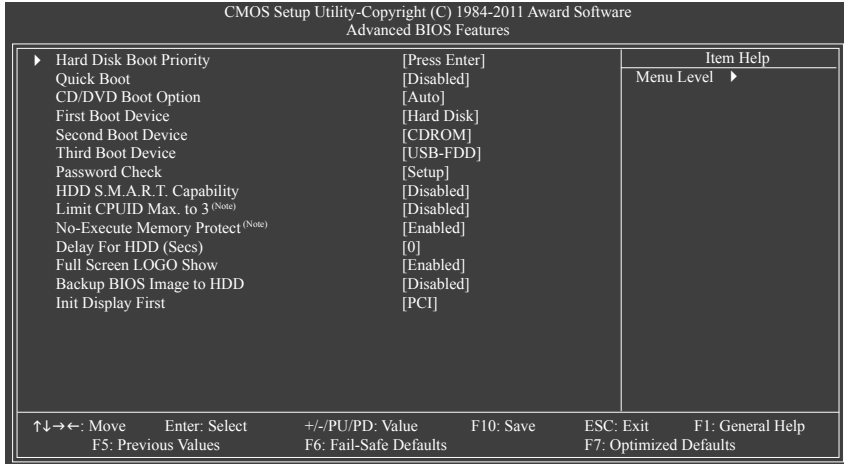 CMOS Setup Utility-Copyright (C) 1984-2011 Award Software
Advanced BIOS Features
Hard Disk Boot Priority [Press Enter]
Quick Boot [Disabled]
CD/DVD Boot Option [Auto]
First Boot Device [Hard Disk]
Second Boot Device [CDROM]
Third Boot Device [USB-FDD]
Password Check [Setup]
HDD S.M.A.R.T. Capability [Disabled]
Limit CPUID Max. to 3 (Note) [Disabled]
No-Execute Memory Protect (Note) [Enabled]
Delay For HDD (Secs) [0]
Full Screen LOGO Show [Enabled]
Backup BIOS Image to HDD [Disabled]
Init Display First [PCI]
Item Help
Menu Level
↑↓→←: Move Enter: Select +/-/PU/PD: Value F10: Save ESC: Exit F1: General Help
F5: Previous Values F6: Fail-Safe Defaults F7: Optimized Defaults